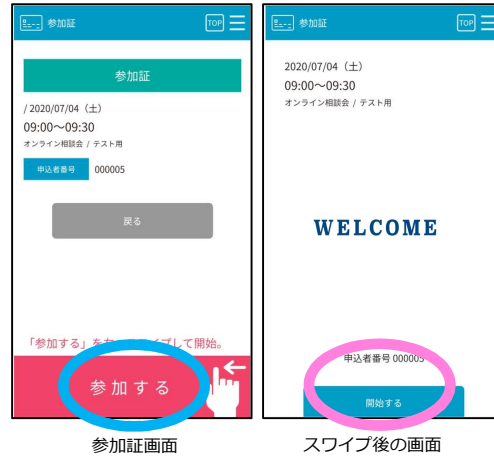 参加証
TOP
参加証
/ 2020/07/04（土）
09:00〜09:30
オンライン相談会 / テスト用
申込者番号 000005
戻る
「参加する」を プして開始。
参加する
参加証画面
参加証
TOP
2020/07/04（土）
09:00〜09:30
オンライン相談会 / テスト用
WELCOME
申込者番号 000005
開始する
スワイプ後の画面